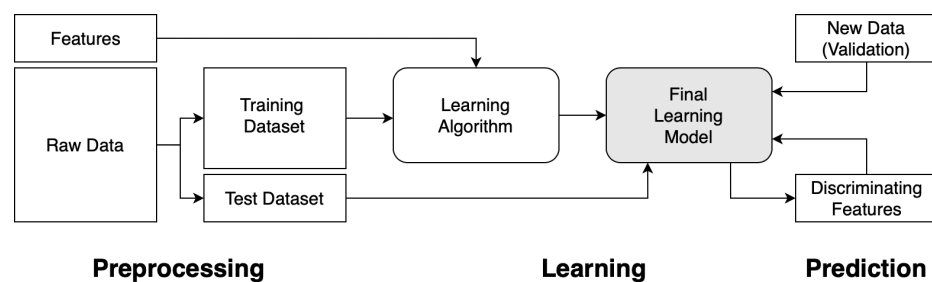 Features
Raw Data
Training
Dataset
Test Dataset
Learning
Algorithm
Final
Learning
Model
New Data
(Validation)
Discriminating
Features
Preprocessing
Learning
Prediction